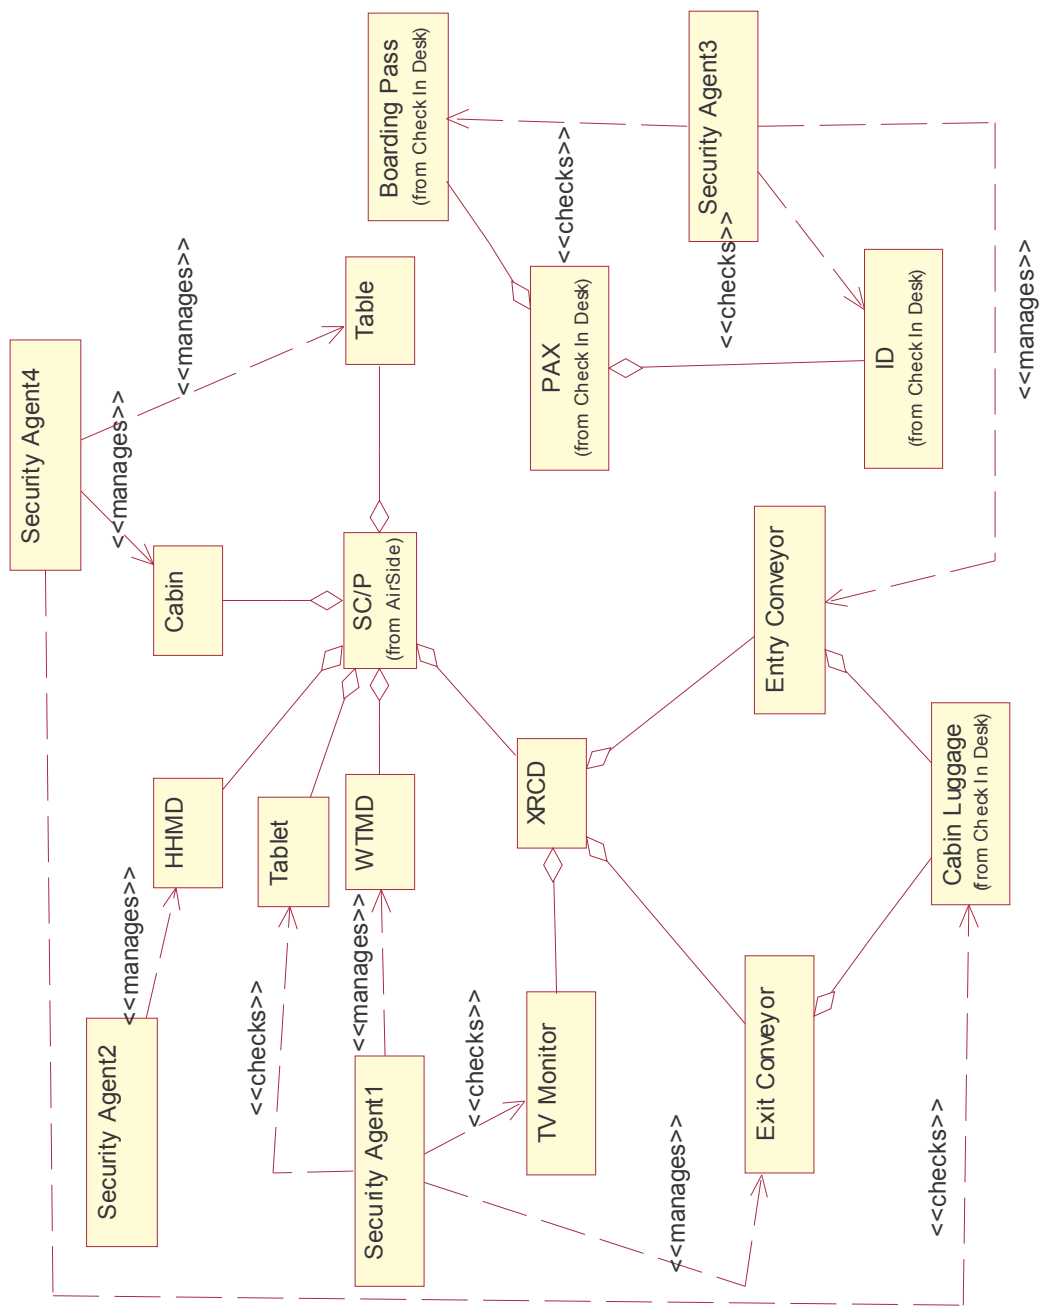 Security Agent4
<<manages>>
<<manages>>
Cabin
Table
Boarding Pass
(from Check In Desk)
<<checks>>
Security Agent3
<<checks>>
PAX
(from Check In Desk)
ID
(from Check In Desk)
<<manages>>
SC/P
(from AirSide)
HHMD
Tablet
WTMD
<<manages>>
Security Agent2
<<checks>>
<<manages>>
Security Agent1
<<checks>>
XRCD
TV Monitor
Entry Conveyor
Exit Conveyor
<<manages>>
Cabin Luggage
(from Check In Desk)
<<checks>>